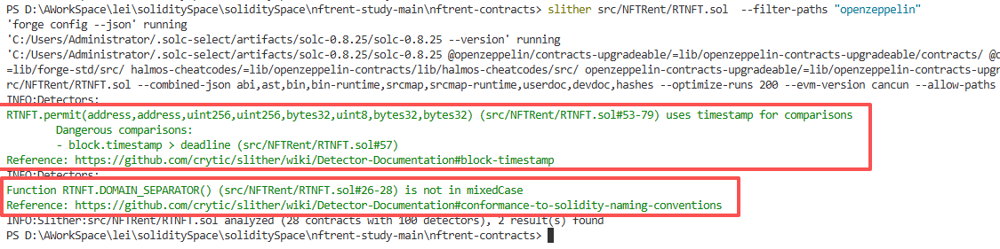 PS D:\AWorkSpace\lei\soliditySpace\soliditySpace\nftrent-study-main\nftrent-contracts> slither src/NFTRent/RTNFT.sol  --filter-paths "openzeppelin"
'forge config --json' running
'C:/Users/Administrator/.solc-select/artifacts/solc-0.8.25/solc-0.8.25 --version' running
'C:/Users/Administrator/.solc-select/artifacts/solc-0.8.25/solc-0.8.25 @openzeppelin/contracts-upgradeable/=lib/openzeppelin-contracts-upgradeable/contracts/ @c
=lib/forge-std/src/ halmos-cheatcodes/=lib/openzeppelin-contracts/lib/halmos-cheatcodes/src/ openzeppelin-contracts-upgradeable/=lib/openzeppelin-contracts-upgr
rc/NFTRent/RTNFT.sol --combined-json abi,ast,bin,bin-runtime,srcmap,srcmap-runtime,userdoc,devdoc,hashes --optimize-runs 200 --evm-version cancun --allow-paths
INFO:Detectors:
RTNFT.permit(address,address,uint256,uint256,bytes32,uint8,bytes32,bytes32) (src/NFTRent/RTNFT.sol#53-79) uses timestamp for comparisons
Dangerous comparisons:
- block.timestamp > deadline (src/NFTRent/RTNFT.sol#57)
Reference: https://github.com/crytic/slither/wiki/Detector-Documentation#block-timestamp
INFO:Detectors:
Function RTNFT.DOMAIN_SEPARATOR() (src/NFTRent/RTNFT.sol#26-28) is not in mixedCase
Reference: https://github.com/crytic/slither/wiki/Detector-Documentation#conformance-to-solidity-naming-conventions
INFO:Slither:src/NFTRent/RTNFT.sol analyzed (28 contracts with 100 detectors), 2 result(s) found
PS D:\AWorkSpace\lei\soliditySpace\soliditySpace\nftrent-study-main\nftrent-contracts>